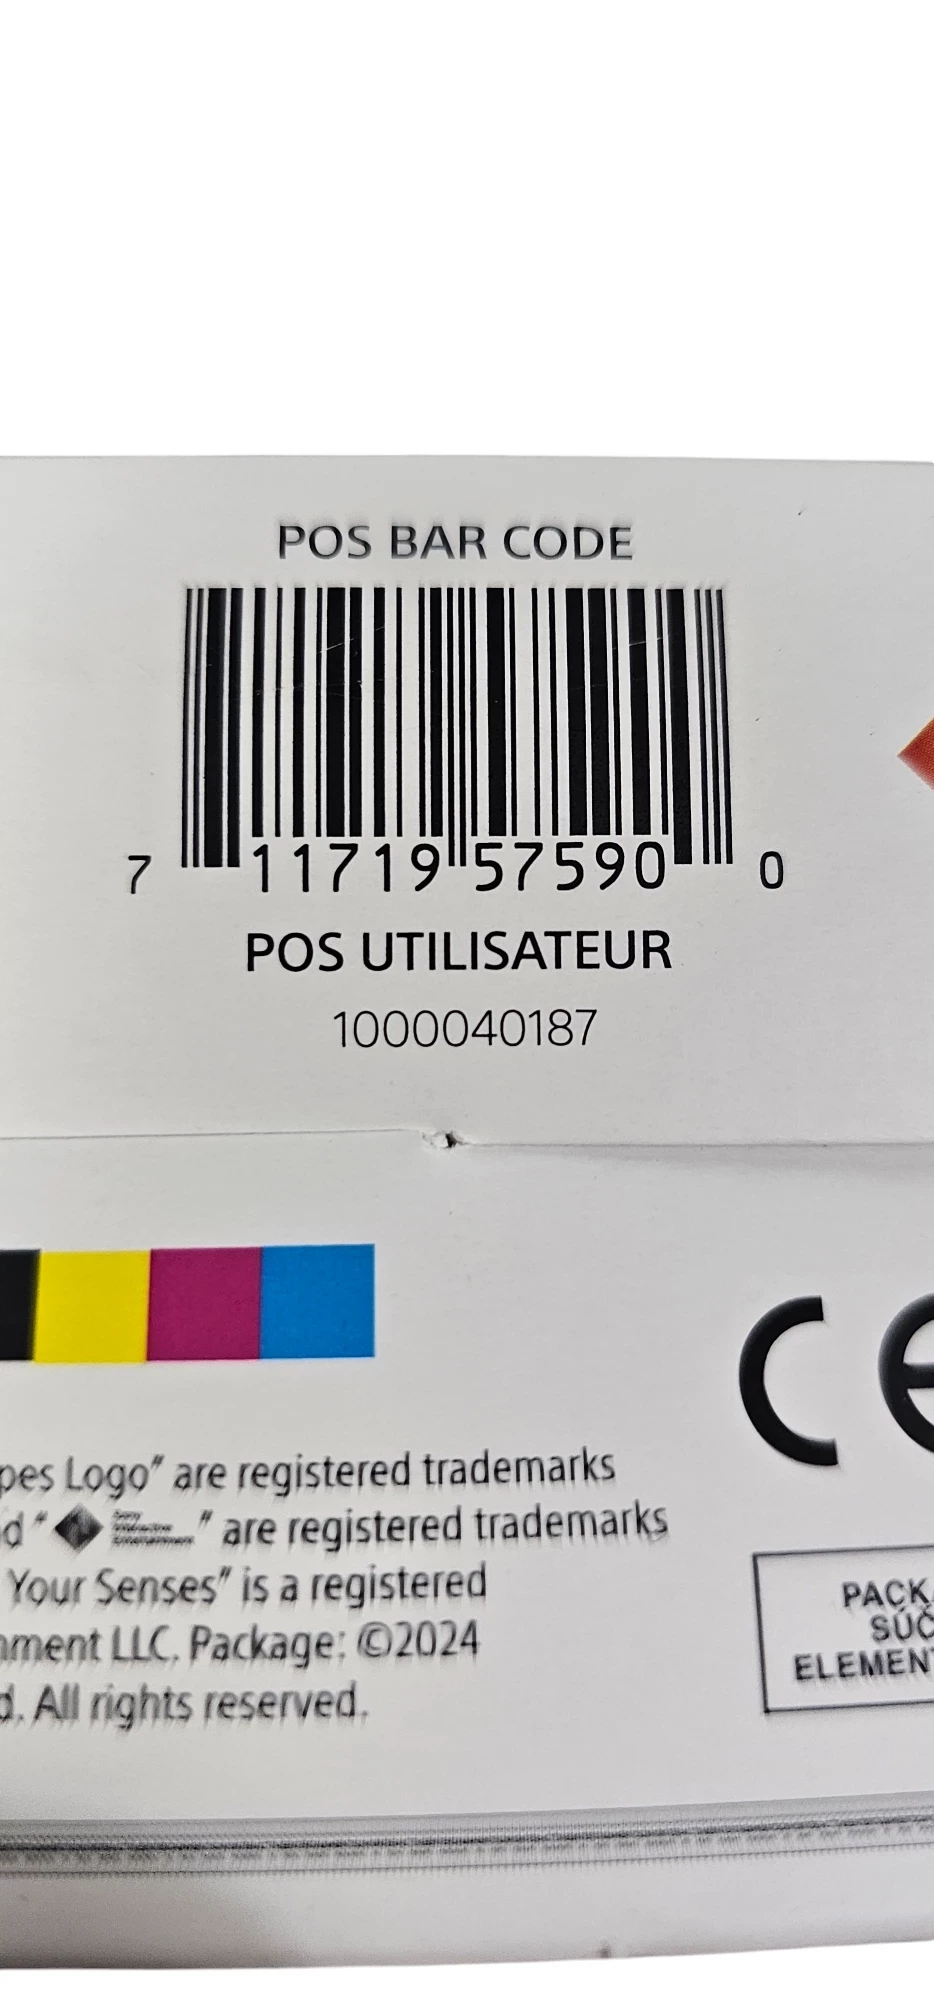 POS BAR CODE
7 11719 57590 0
POS UTILISATEUR
1000040187
CE
pes Logo” are registered trademarks
d “ ” are registered trademarks
Your Senses” is a registered
nment LLC. Package: ©2024
d. All rights reserved.
PACKA
SÚČ
ELEMENT